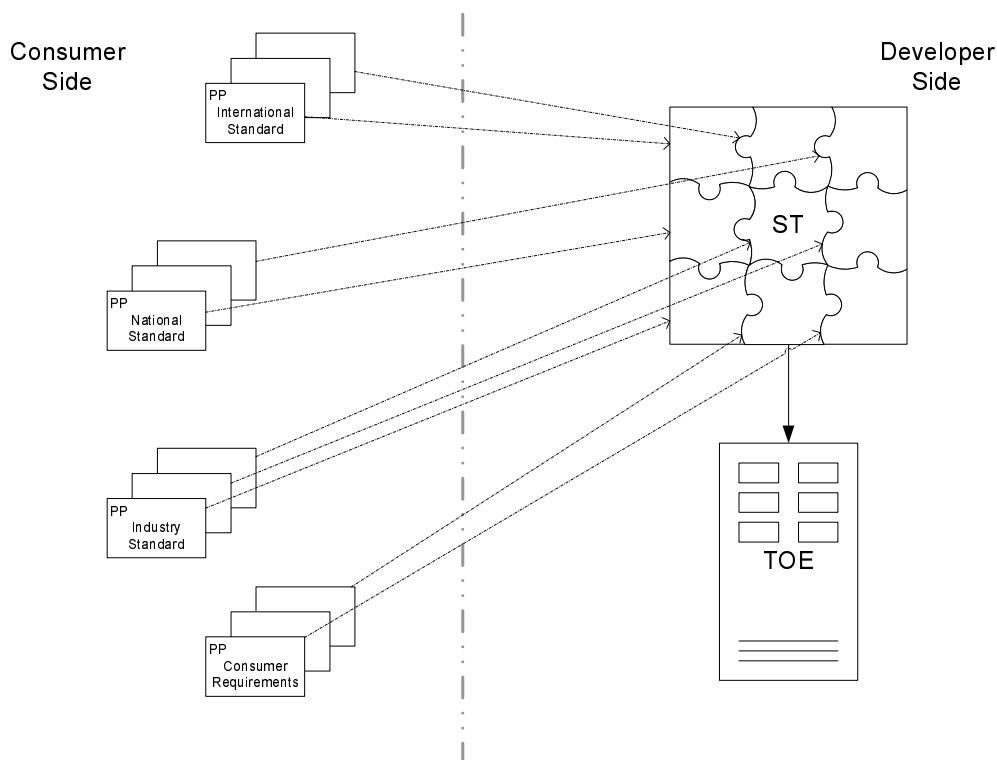 Consumer
Side
Developer
Side
PP
International
Standard
ST
PP
National
Standard
PP
Industry
Standard
TOE
PP
Consumer
Requirements